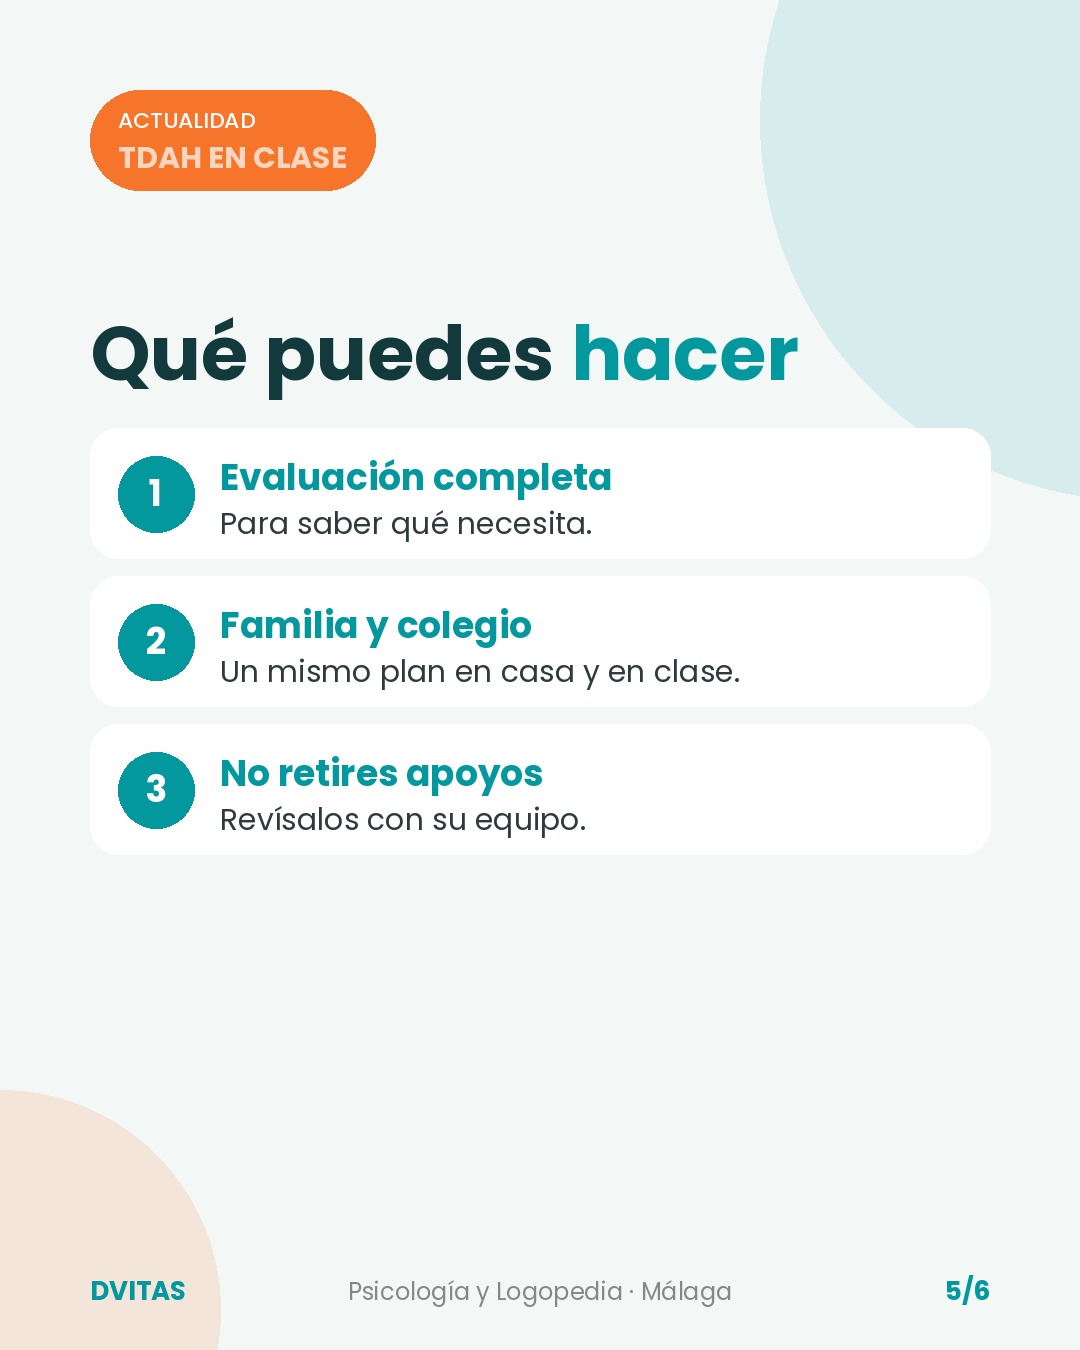 ACTUALIDAD
TDAH EN CLASE
Qué puedes hacer
1
Evaluación completa
Para saber qué necesita.
2
Familia y colegio
Un mismo plan en casa y en clase.
3
No retires apoyos
Revísalos con su equipo.
DVITAS
Psicología y Logopedia · Málaga
5/6